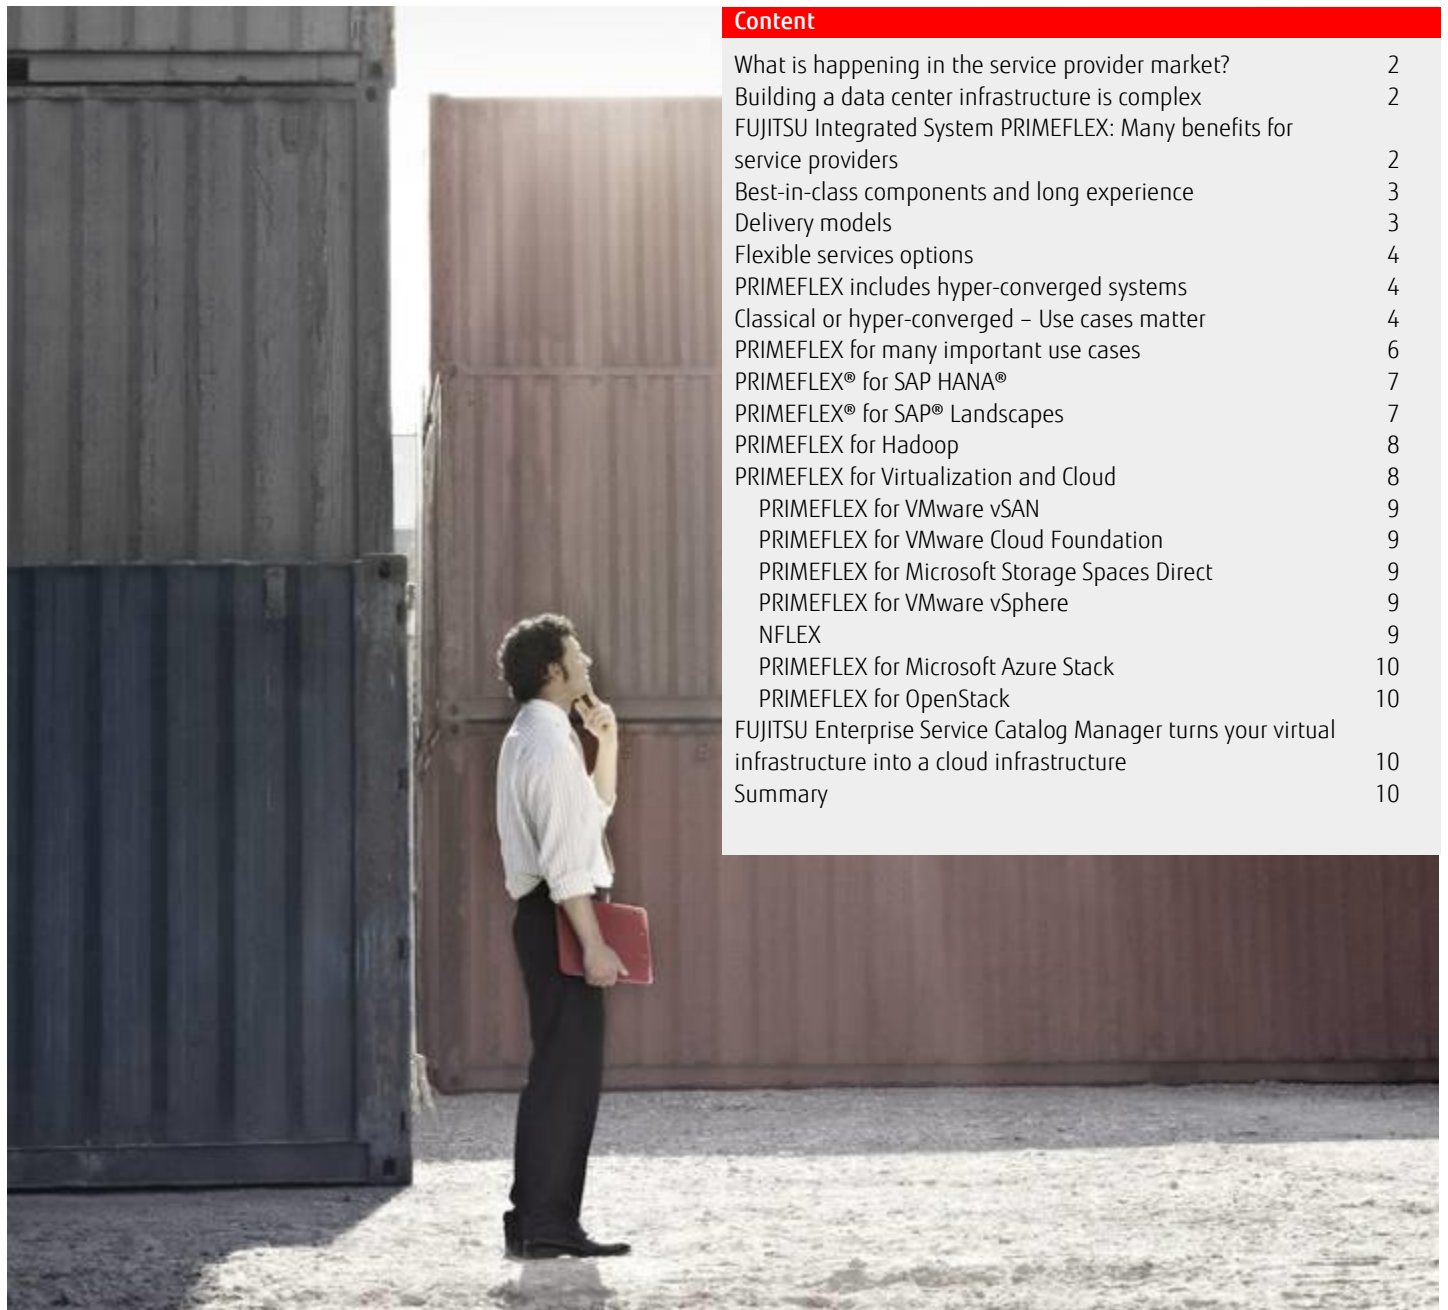 Content
What is happening in the service provider market? 2
Building a data center infrastructure is complex 2
FUJITSU Integrated System PRIMEFLEX: Many benefits for
service providers 2
Best-in-class components and long experience 3
Delivery models 3
Flexible services options 4
PRIMEFLEX includes hyper-converged systems 4
Classical or hyper-converged – Use cases matter 4
PRIMEFLEX for many important use cases 6
PRIMEFLEX® for SAP HANA® 7
PRIMEFLEX® for SAP® Landscapes 7
PRIMEFLEX for Hadoop 8
PRIMEFLEX for Virtualization and Cloud 8
PRIMEFLEX for VMware vSAN 9
PRIMEFLEX for VMware Cloud Foundation 9
PRIMEFLEX for Microsoft Storage Spaces Direct 9
PRIMEFLEX for VMware vSphere 9
NFLEX 9
PRIMEFLEX for Microsoft Azure Stack 10
PRIMEFLEX for OpenStack 10
FUJITSU Enterprise Service Catalog Manager turns your virtual
infrastructure into a cloud infrastructure 10
Summary 10